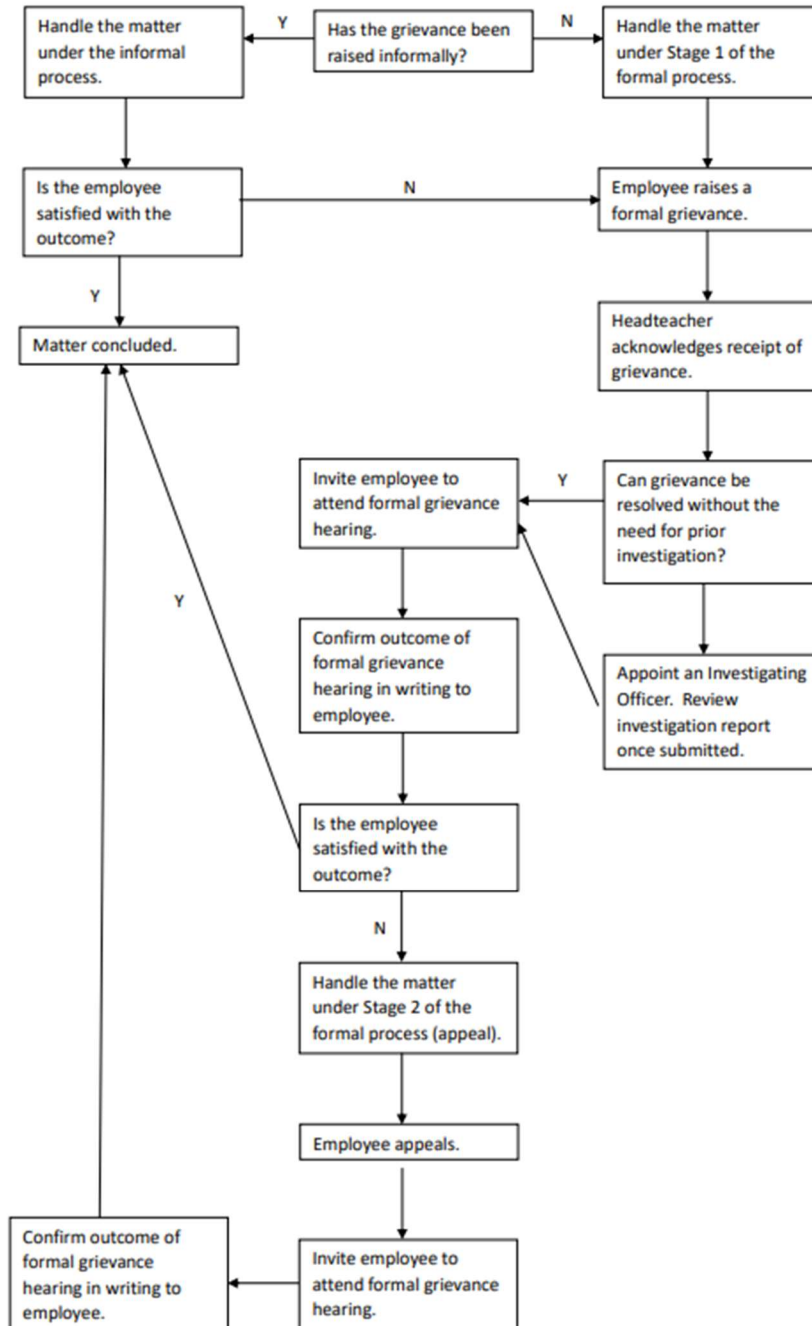 Handle the matter
under the informal
process.
Y
Has the grievance been
raised informally?
N
Handle the matter
under Stage 1 of the
formal process.
Is the employee
satisfied with the
outcome?
N
Employee raises a
formal grievance.
Y
Matter concluded.
Headteacher
acknowledges receipt of
grievance.
Invite employee to
attend formal grievance
hearing.
Y
Can grievance be
resolved without the
need for prior
investigation?
Y
Confirm outcome of
formal grievance
hearing in writing to
employee.
Appoint an Investigating
Officer. Review
investigation report
once submitted.
Is the employee
satisfied with the
outcome?
N
Handle the matter
under Stage 2 of the
formal process (appeal).
Employee appeals.
Confirm outcome of
formal grievance
hearing in writing to
employee.
Invite employee to
attend formal grievance
hearing.